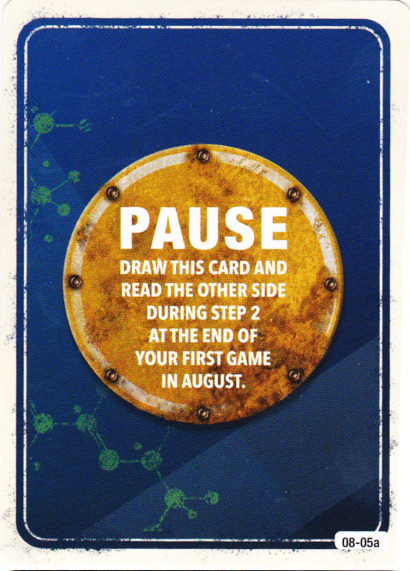 PAUSE
DRAW THIS CARD AND
READ THE OTHER SIDE
DURING STEP 2
AT THE END OF
YOUR FIRST GAME
IN AUGUST.
08-05a